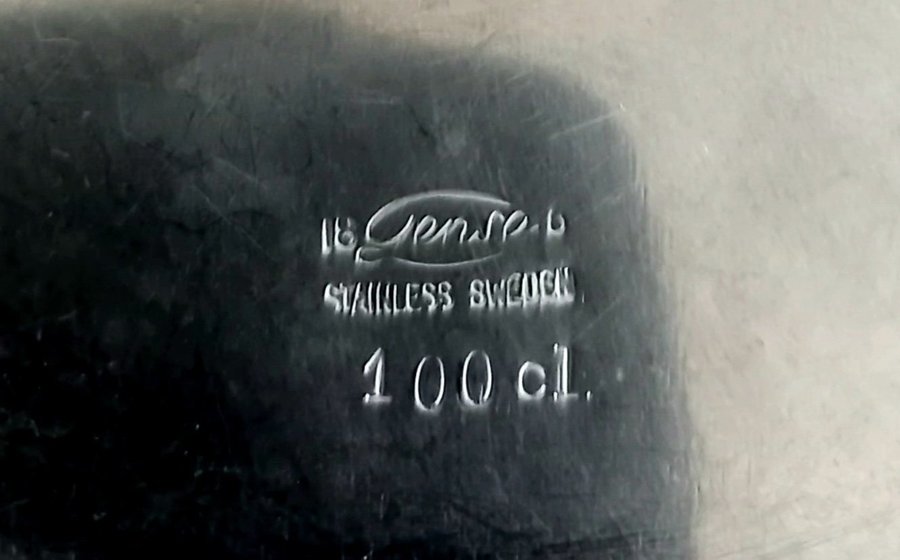 18 Gense 8
STAINLESS SWEDEN
100 cl.